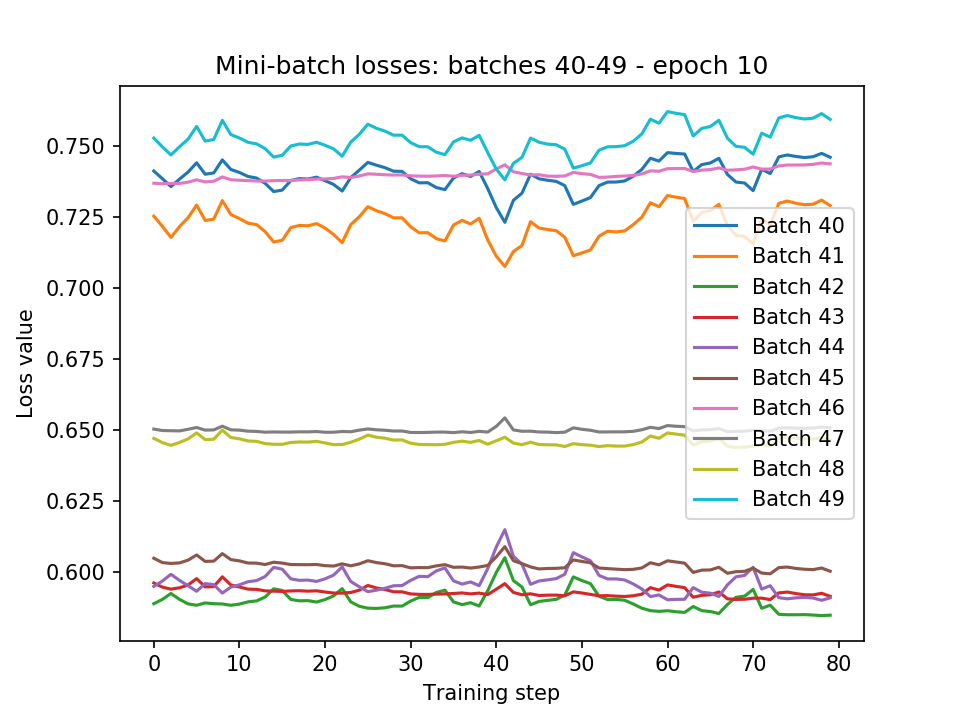 Mini-batch losses: batches 40-49 - epoch 10
Loss value
0.750
0.725
0.700
0.675
0.650
0.625
0.600
Batch 40
Batch 41
Batch 42
Batch 43
Batch 44
Batch 45
Batch 46
Batch 47
Batch 48
Batch 49
0 10 20 30 40 50 60 70 80
Training step